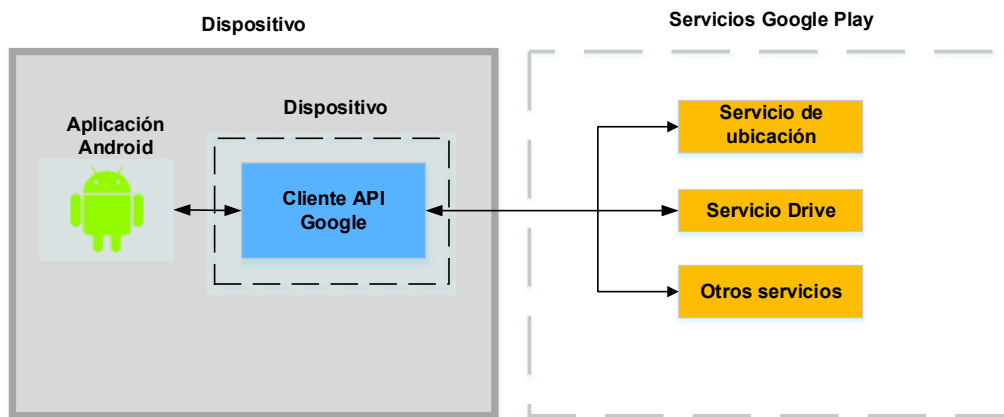 Dispositivo
Servicios Google Play
Aplicación
Android
Dispositivo
Cliente API
Google
Servicio de
ubicación
Servicio Drive
Otros servicios